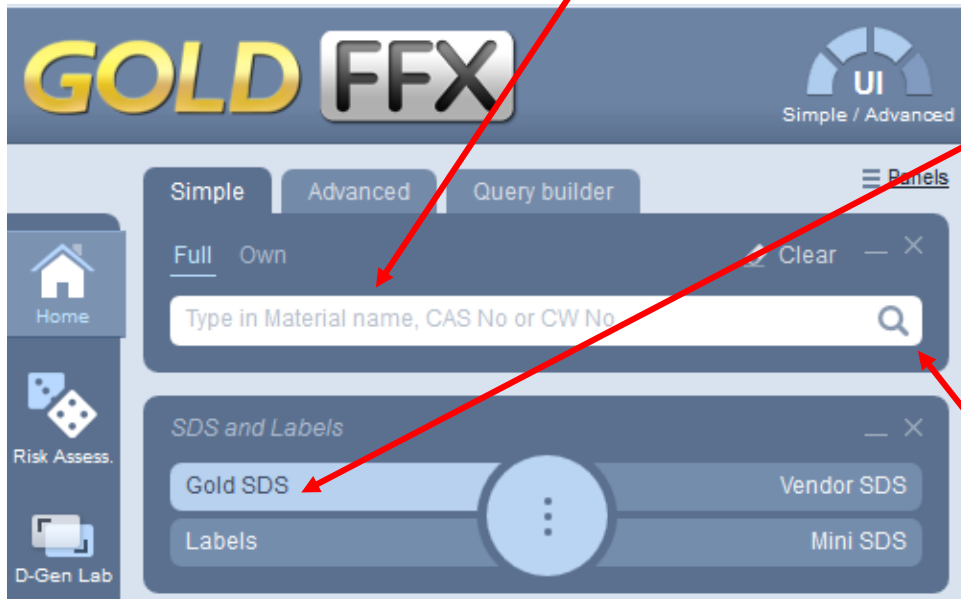 GOLD FFX
UI
Simple / Advanced
Simple Advanced Query builder
Panels
Full Own Clear
Type in Material name, CAS No or CW No
Home
Risk Assess.
SDS and Labels
Gold SDS Vendor SDS
Labels Mini SDS
D-Gen Lab